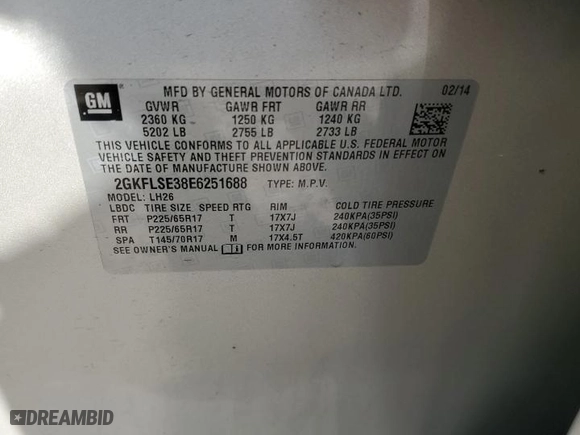 GM
MFD BY GENERAL MOTORS OF CANADA LTD. 02/14
GVWR GAWR FRT GAWR RR
2360 KG 1250 KG 1240 KG
5202 LB 2755 LB 2733 LB
THIS VEHICLE CONFORMS TO ALL APPLICABLE U.S. FEDERAL MOTOR
VEHICLE SAFETY AND THEFT PREVENTION STANDARDS IN EFFECT ON
THE DATE OF MANUFACTURE SHOWN ABOVE.
2GKFLSE38E6251688 TYPE: M.P.V.
MODEL: LH26
LBDC TIRE SIZE SPEED RTG RIM COLD TIRE PRESSURE
FRT P225/65R17 T 17X7J 240KPA(35PSI)
RR P225/65R17 T 17X7J 240KPA(35PSI)
SPA T145/70R17 M 17X4.5T 420KPA(60PSI)
SEE OWNER'S MANUAL FOR MORE INFORMATION.
DREAMBID